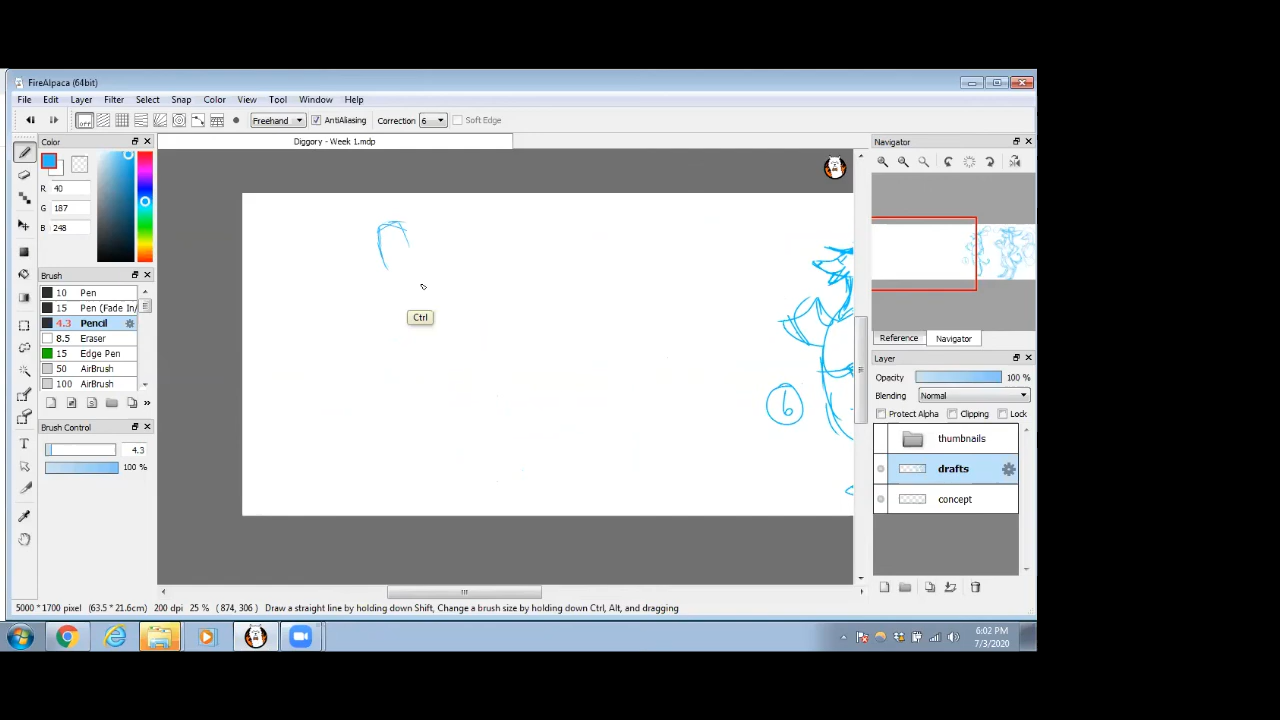 FireAlpaca (64bit)
File Edit Layer Filter Select Snap Color View Tool Window Help
OFF Freehand AntiAliasing Correction 6 Soft Edge
Color
Diggory - Week 1.mdp
Navigator
R 40
G 187
B 248
Brush
10 Pen
15 Pen (Fade In/
4.3 Pencil
8.5 Eraser
15 Edge Pen
50 AirBrush
100 AirBrush
Brush Control
4.3
100 %
Ctrl
6
Reference Navigator
Layer
Opacity 100 %
Blending Normal
Protect Alpha Clipping Lock
thumbnails
drafts
concept
5000 * 1700 pixel (63.5 * 21.6cm) 200 dpi 25 % (874, 306) Draw a straight line by holding down Shift, Change a brush size by holding down Ctrl, Alt, and dragging
6:02 PM
7/3/2020